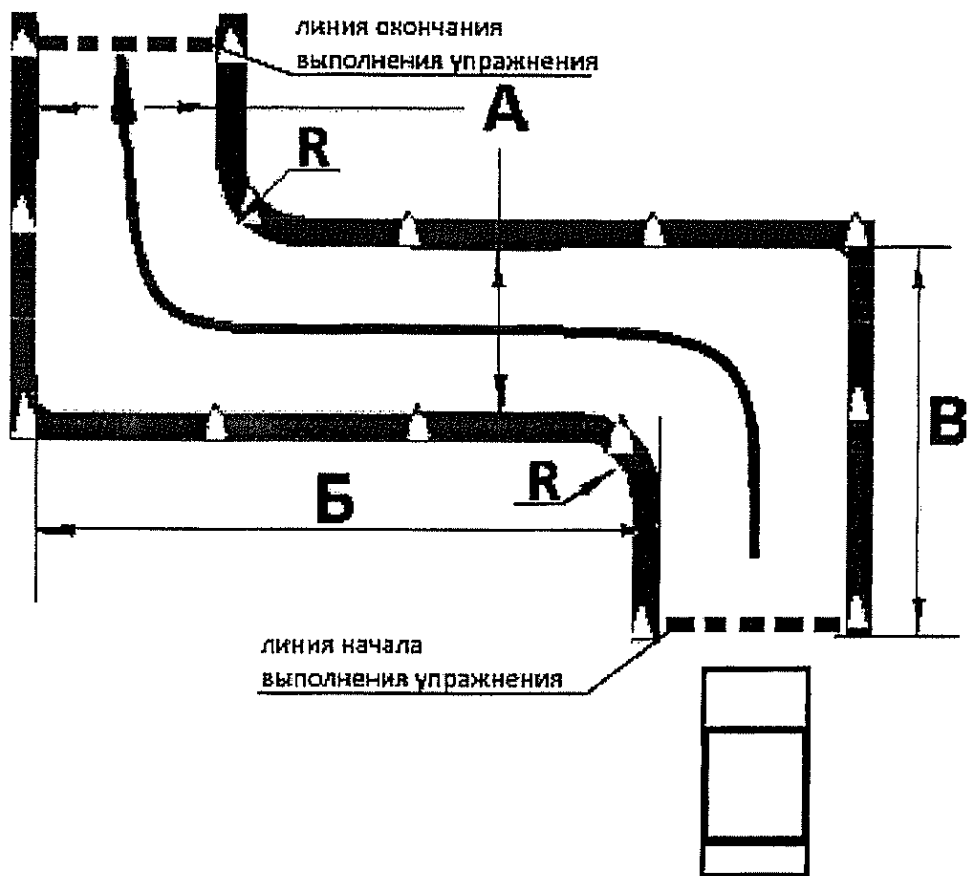 линия окончания
выполнения упражнения
А
R
В
R
Б
линия начала
выполнения упражнения